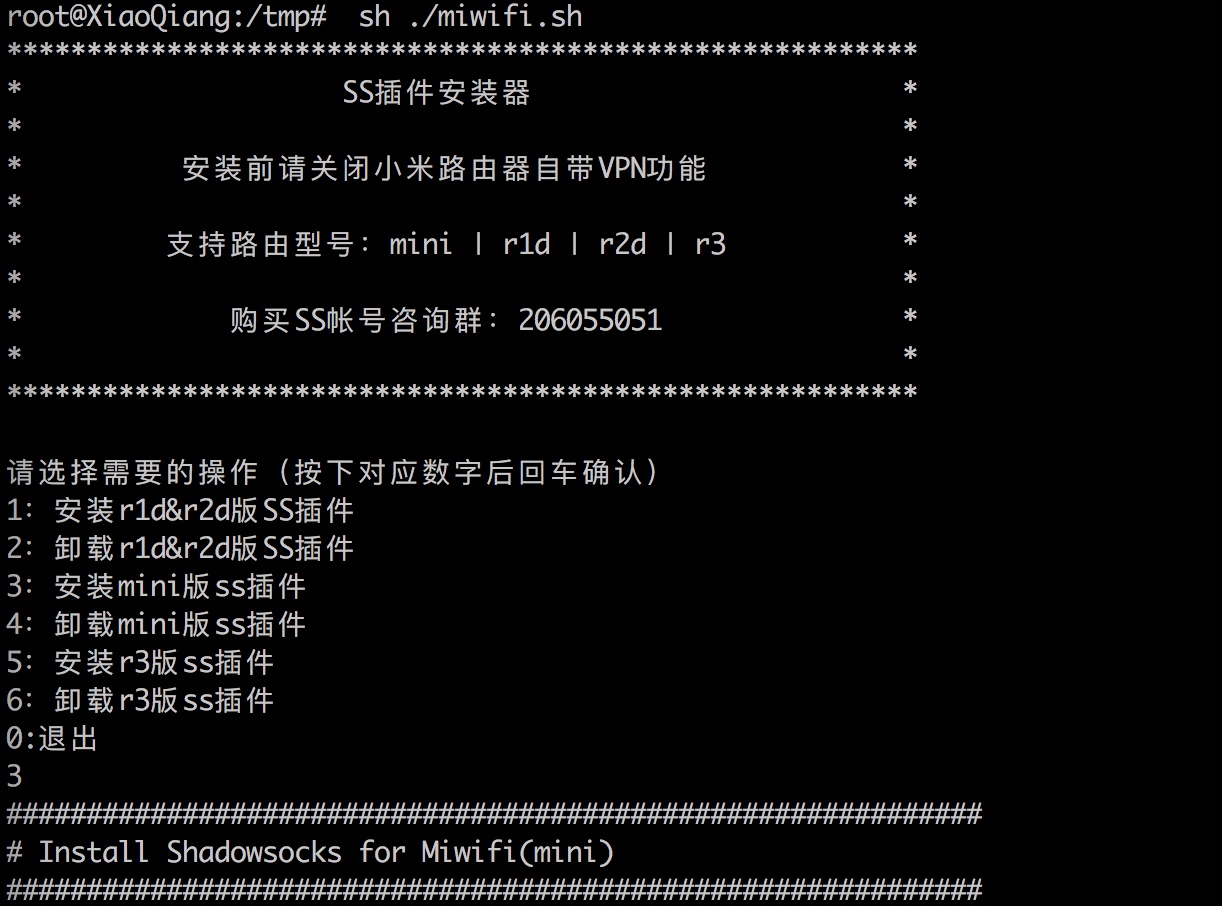 root@XiaoQiang:/tmp#  sh ./miwifi.sh
*********************************************************
*                    SS插件安装器                       *
*                                                       *
*          安装前请关闭小米路由器自带VPN功能            *
*                                                       *
*         支持路由型号：mini | r1d | r2d | r3           *
*                                                       *
*             购买SS帐号咨询群：206055051               *
*                                                       *
*********************************************************
请选择需要的操作（按下对应数字后回车确认）
1: 安装r1d&r2d版SS插件
2: 卸载r1d&r2d版SS插件
3: 安装mini版ss插件
4: 卸载mini版ss插件
5: 安装r3版ss插件
6: 卸载r3版ss插件
0:退出
3
#############################################################
# Install Shadowsocks for Miwifi(mini)
#############################################################